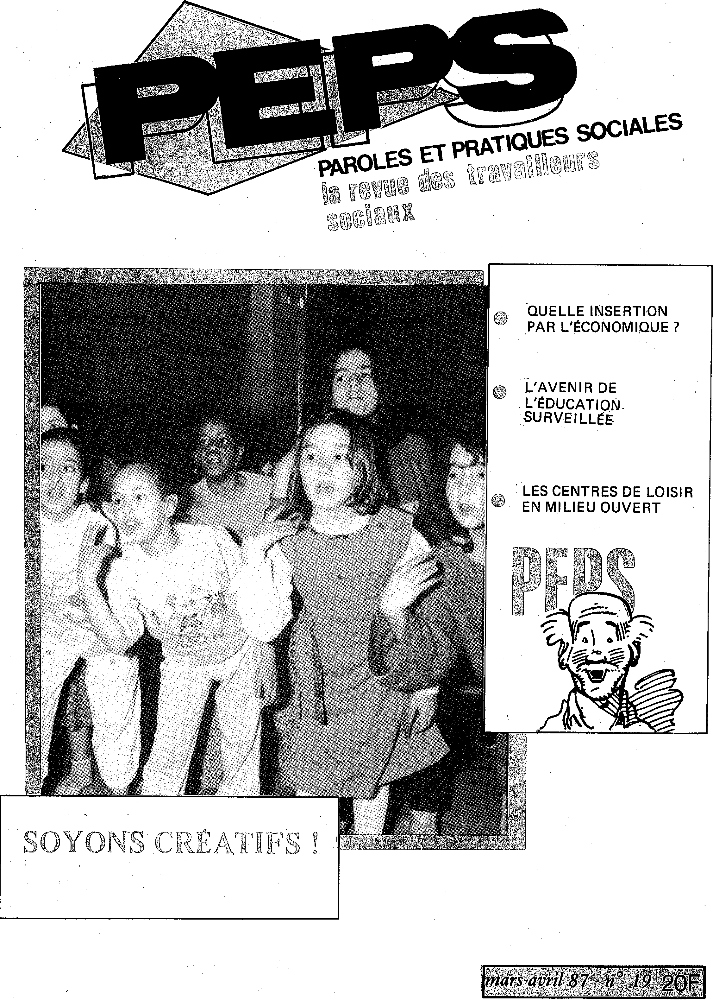 PEPS
PAROLES ET PRATIQUES SOCIALES
la revue des travailleurs
sociaux
QUELLE INSERTION
PAR L'ÉCONOMIQUE ?
L'AVENIR DE
L'ÉDUCATION
SURVEILLÉE
LES CENTRES DE LOISIR
EN MILIEU OUVERT
PEPS
SOYONS CRÉATIFS !
mars-avril 87 - n° 19 20F